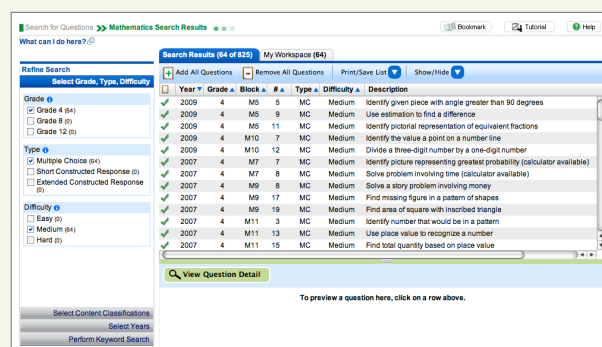 Search for Questions Mathematics Search Results
Bookmark Tutorial Help
What can I do here?
Search Results (64 of 825) My Workspace (64)
Refine Search
Select Grade, Type, Difficulty
Grade
Grade 4 (64)
Grade 8 (0)
Grade 12 (0)
Type
Multiple Choice (64)
Short Constructed Response (0)
Extended Constructed Response
(0)
Difficulty
Easy (0)
Medium (64)
Hard (0)
Select Content Classifications
Select Years
Perform Keyword Search
Add All Questions Remove All Questions Print/Save List Show/Hide
Year Grade Block # Type Difficulty Description
2009 4 M5 5 MC Medium Identify given piece with angle greater than 90 degrees
2009 4 M5 9 MC Medium Use estimation to find a difference
2009 4 M5 11 MC Medium Identify pictorial representation of equivalent fractions
2009 4 M10 7 MC Medium Identify the value a point on a number line
2009 4 M10 12 MC Medium Divide a three-digit number by a one-digit number
2007 4 M7 7 MC Medium Identify picture representing greatest probability (calculator available)
2007 4 M7 8 MC Medium Solve problem involving time (calculator available)
2007 4 M9 8 MC Medium Solve a story problem involving money
2007 4 M9 17 MC Medium Find missing figure in a pattern of shapes
2007 4 M9 19 MC Medium Find area of square with inscribed triangle
2007 4 M11 3 MC Medium Identify number that would be in a pattern
2007 4 M11 13 MC Medium Use place value to recognize a number
2007 4 M11 15 MC Medium Find total quantity based on place value
View Question Detail
To preview a question here, click on a row above.